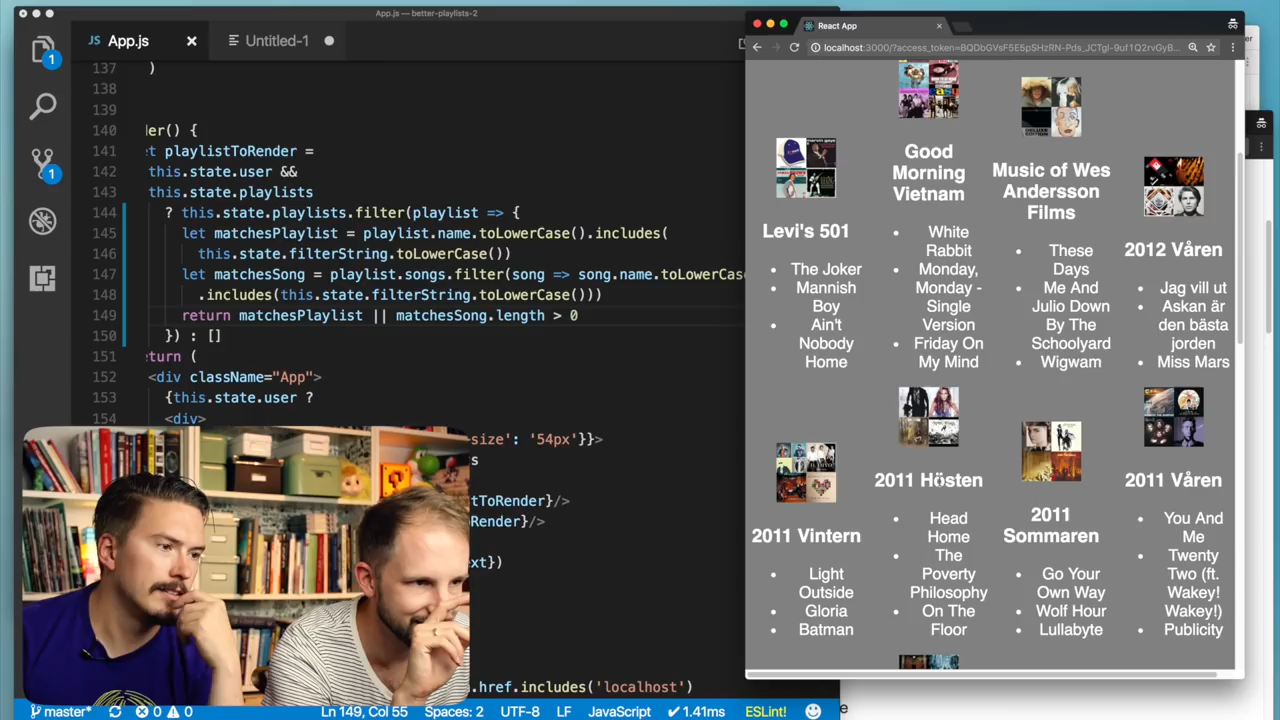 App.js — better-playlists-2
JS App.js
Untitled-1
137 )
138
139
140 der() {
141 et playlistToRender =
142 this.state.user &&
143 this.state.playlists
144 ? this.state.playlists.filter(playlist => {
145 let matchesPlaylist = playlist.name.toLowerCase().includes(
146 this.state.filterString.toLowerCase())
147 let matchesSong = playlist.songs.filter(song => song.name.toLowerCase
148 .includes(this.state.filterString.toLowerCase()))
149 return matchesPlaylist || matchesSong.length > 0
150 }) : []
151 eturn (
152 <div className="App">
153 {this.state.user ?
154 <div>
size': '54px'}}>
s
tToRender}/>
Render}/>
ext})
.href.includes('localhost')
1
1
master*
0 0
Ln 149, Col 55
Spaces: 2
UTF-8
LF
JavaScript
✔ 1.41ms
ESLint!
React App
Levi's 501
The Joker
Mannish
Boy
Ain't
Nobody
Home
Good
Morning
Vietnam
White
Rabbit
Monday,
Monday -
Single
Version
Friday On
My Mind
Music of Wes
Andersson
Films
These
Days
Me And
Julio Down
By The
Schoolyard
Wigwam
2012 Våren
Jag vill ut
Askan är
den bästa
jorden
Miss Mars
2011 Vintern
Light
Outside
Gloria
Batman
2011 Hösten
Head
Home
The
Poverty
Philosophy
On The
Floor
2011
Sommaren
Go Your
Own Way
Wolf Hour
Lullabyte
2011 Våren
You And
Me
Twenty
Two (ft.
Wakey!
Wakey!)
Publicity